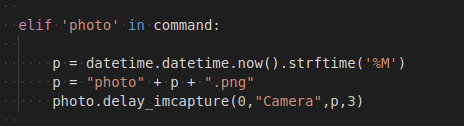 elif 'photo' in command:
p = datetime.datetime.now().strftime('%M')
p = "photo" + p + ".png"
photo.delay_imcapture(0,"Camera",p,3)